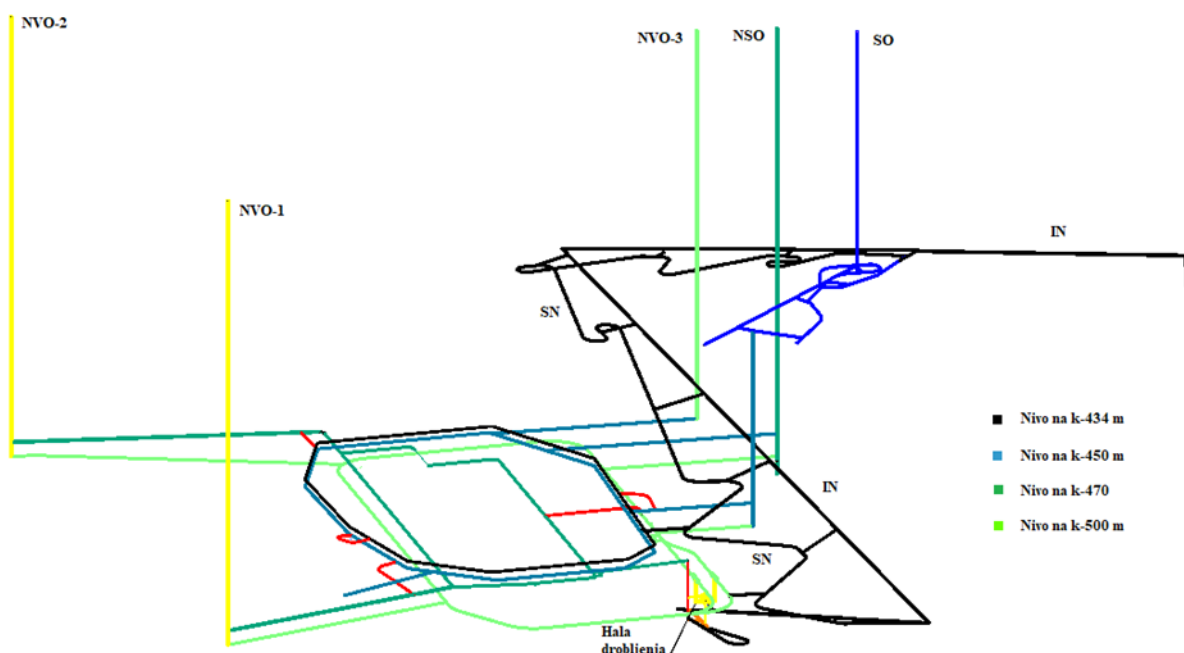 NVO-2
NVO-3
NSO
SO
NVO-1
IN
SN
Nivo na k-434 m
Nivo na k-450 m
IN
Nivo na k-470
Nivo na k-500 m
SN
Hala
drobljenja